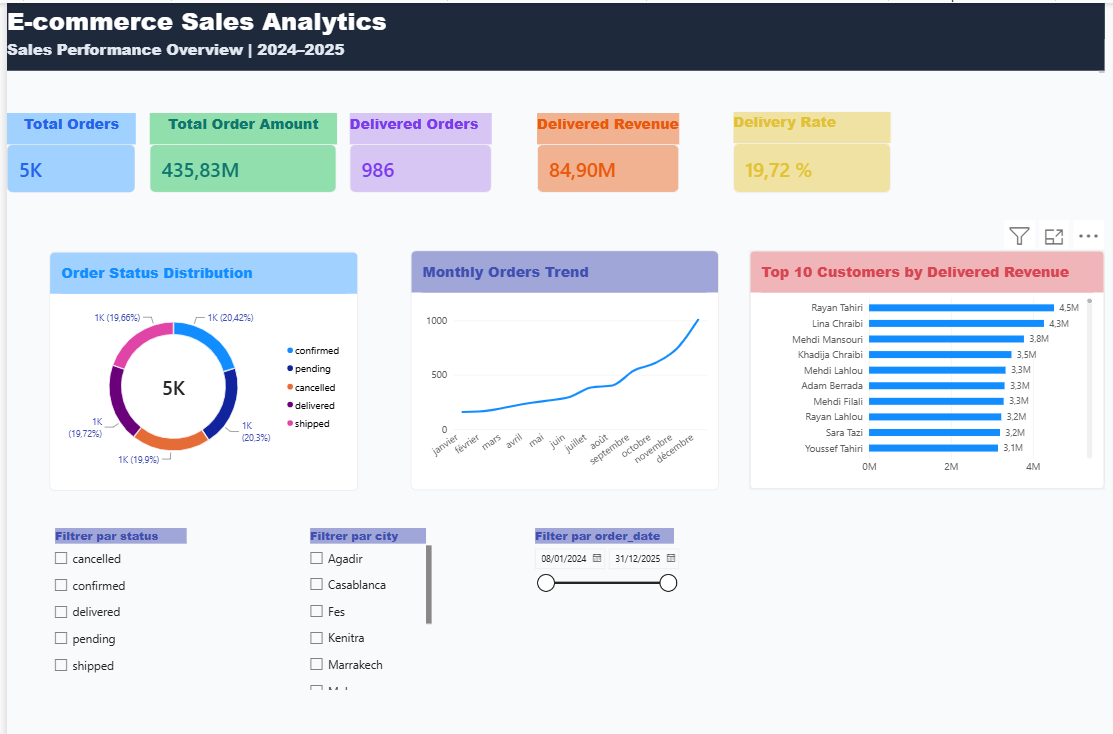 E-commerce Sales Analytics
Sales Performance Overview | 2024–2025
Total Orders
5K
Total Order Amount
435,83M
Delivered Orders
986
Delivered Revenue
84,90M
Delivery Rate
19,72 %
Order Status Distribution
1K (19,66%)
1K (20,42%)
5K
1K
(19,72%)
1K
(20,3%)
1K (19,9%)
confirmed
pending
cancelled
delivered
shipped
Monthly Orders Trend
1000
500
0
janvier
février
mars
avril
mai
juin
juillet
août
septembre
octobre
novembre
décembre
Top 10 Customers by Delivered Revenue
Rayan Tahiri 4,5M
Lina Chraibi 4,3M
Mehdi Mansouri 3,8M
Khadija Chraibi 3,5M
Mehdi Lahlou 3,3M
Adam Berrada 3,3M
Mehdi Filali 3,3M
Rayan Lahlou 3,2M
Sara Tazi 3,2M
Youssef Tahiri 3,1M
0M 2M 4M
Filtrer par status
cancelled
confirmed
delivered
pending
shipped
Filtrer par city
Agadir
Casablanca
Fes
Kenitra
Marrakech
Filter par order_date
08/01/2024 31/12/2025